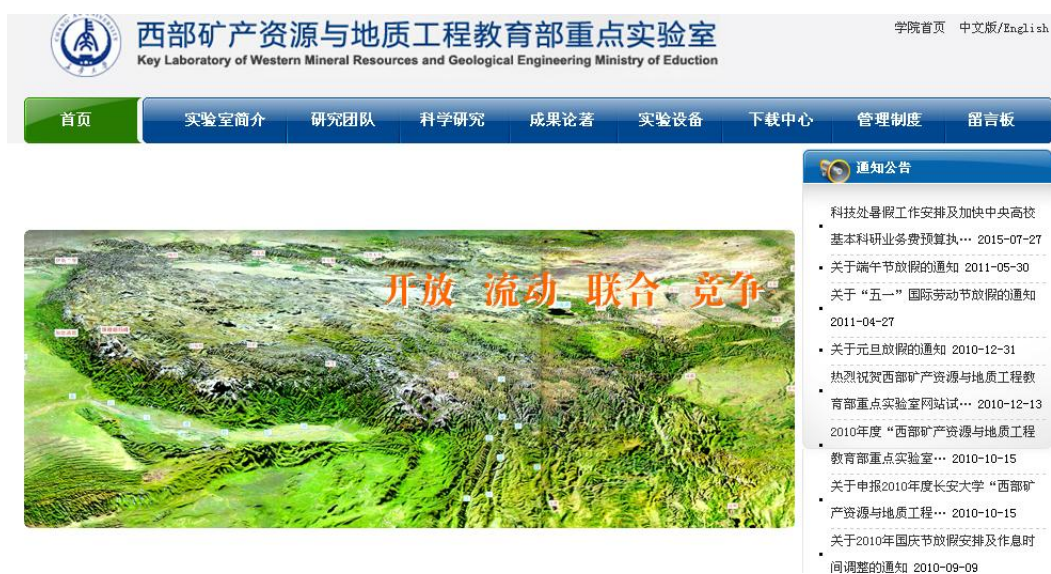 学院首页 中文版/English
西部矿产资源与地质工程教育部重点实验室
Key Laboratory of Western Mineral Resources and Geological Engineering Ministry of Eduction
首页 实验室简介 研究团队 科学研究 成果论著 实验设备 下载中心 管理制度 留言板
通知公告
科技处暑假工作安排及加快中央高校
基本科研业务费预算执… 2015-07-27
关于端午节放假的通知 2011-05-30
关于“五一”国际劳动节放假的通知
2011-04-27
关于元旦放假的通知 2010-12-31
热烈祝贺西部矿产资源与地质工程教
育部重点实验室网站试… 2010-12-13
2010年度“西部矿产资源与地质工程
教育部重点实验室… 2010-10-15
关于申报2010年度长安大学“西部矿
产资源与地质工程… 2010-10-15
关于2010年国庆节放假安排及作息时
间调整的通知 2010-09-09
开放 流动 联合 竞争